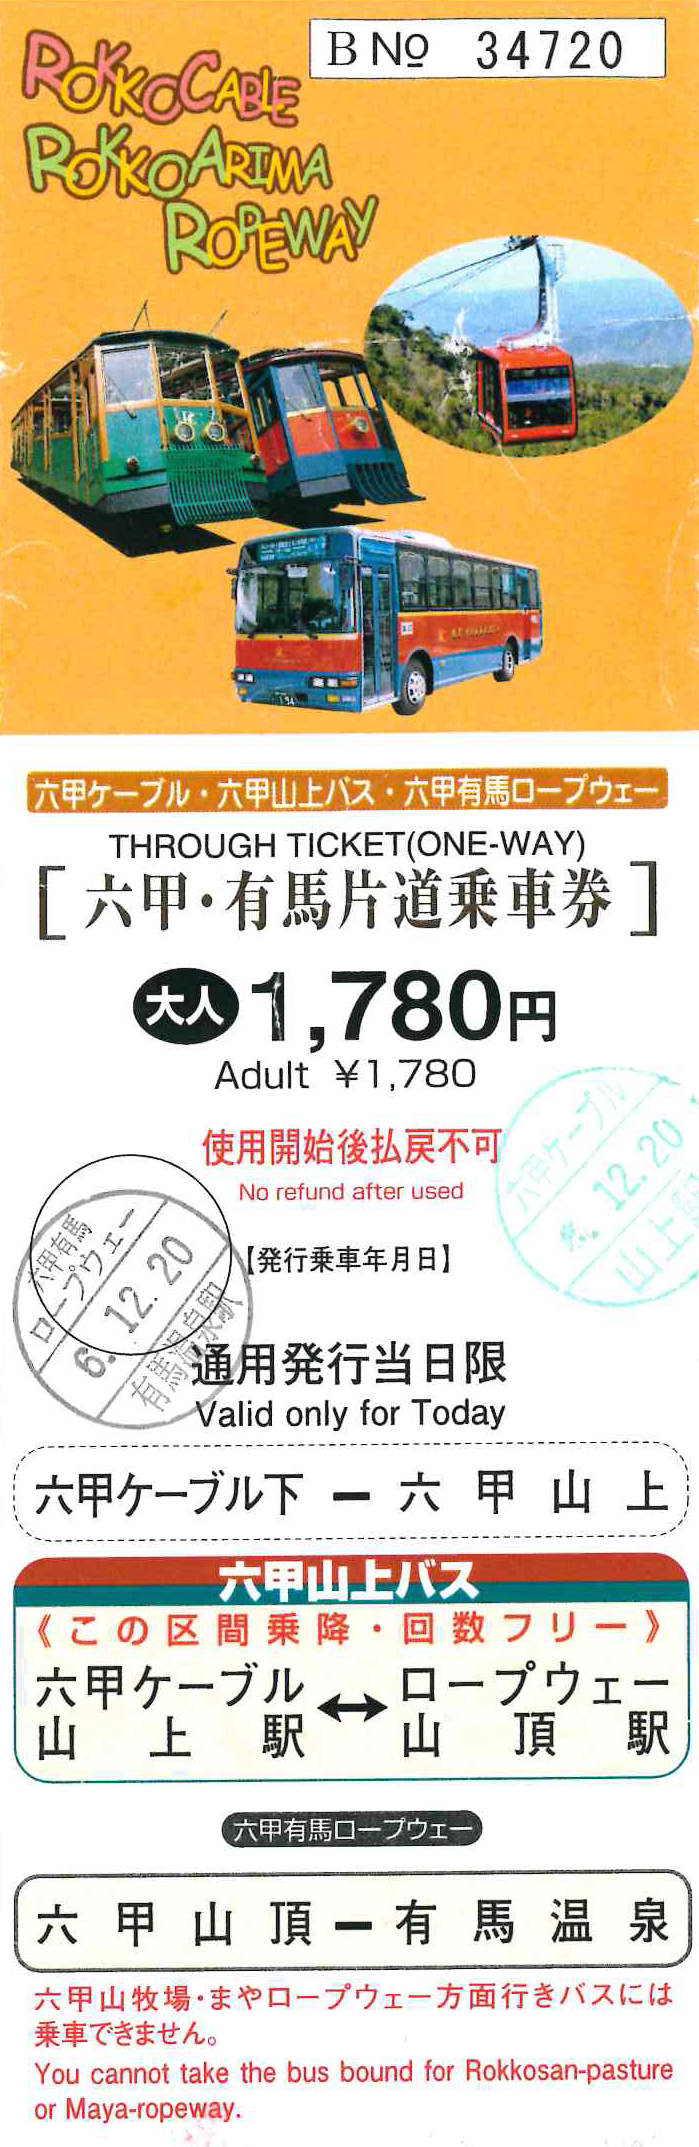 B No 34720
ROKKO CABLE
ROKKO ARIMA
ROPEWAY
六甲ケーブル・六甲山上バス・六甲有馬ロープウェー
THROUGH TICKET(ONE-WAY)
[六甲・有馬片道乗車券]
大人 1,780円
Adult ¥1,780
使用開始後払戻不可
No refund after used
六甲ケーブル
12.20
山上駅
【発行乗車年月日】
六甲有馬
ロープウェー
6.12.20
有馬温泉駅
通用発行当日限
Valid only for Today
六甲ケーブル下 ー 六甲山上
六甲山上バス
《この区間乗降・回数フリー》
六甲ケーブル山上駅 ↔ ロープウェー山頂駅
六甲有馬ロープウェー
六甲山頂ー有馬温泉
六甲山牧場・まやロープウェー方面行きバスには
乗車できません。
You cannot take the bus bound for Rokkosan-pasture
or Maya-ropeway.